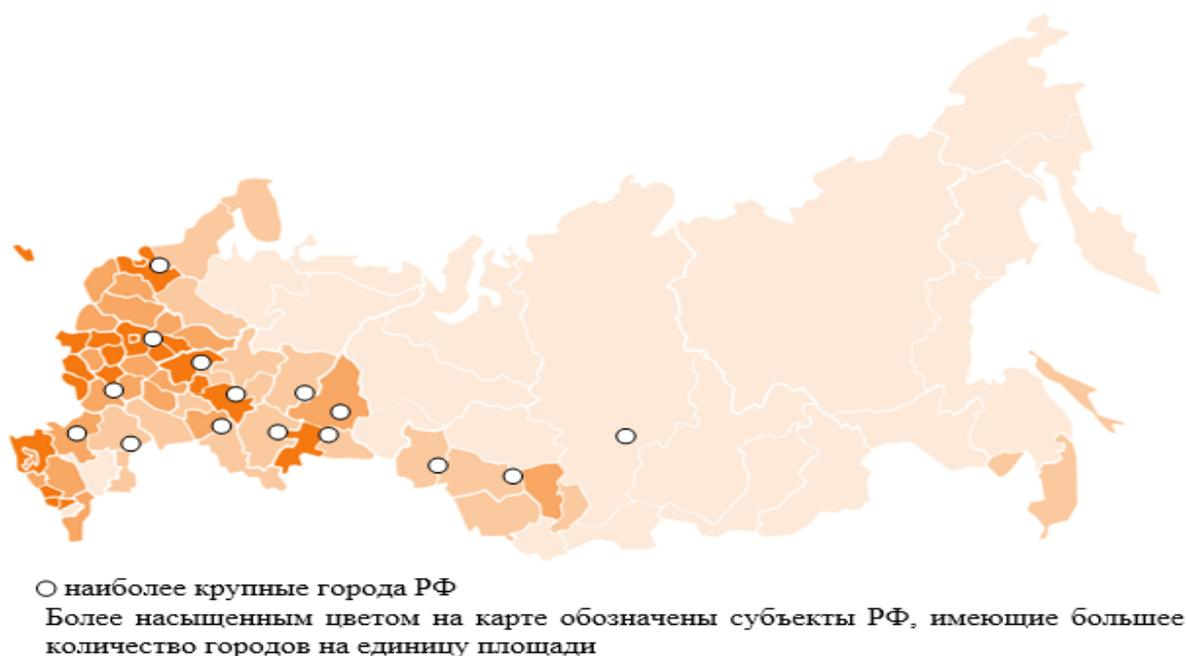 наиболее крупные города РФ
Более насыщенным цветом на карте обозначены субъекты РФ, имеющие большее
количество городов на единицу площади